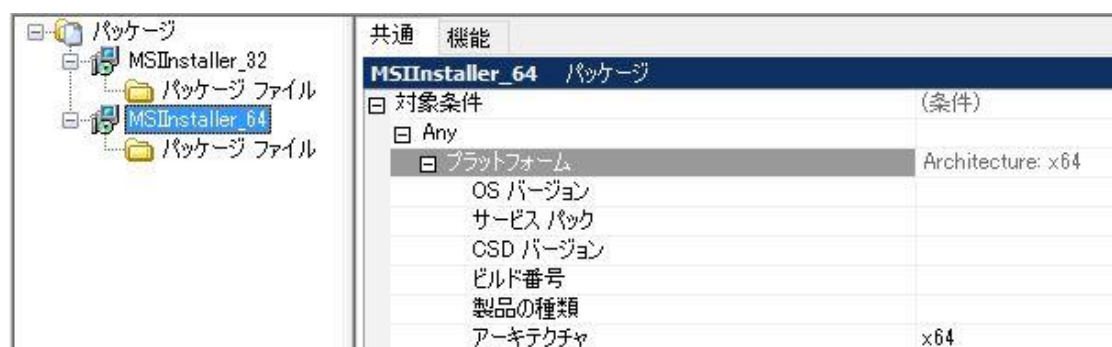 パッケージ
MSIInstaller_32
パッケージ ファイル
MSIInstaller_64
パッケージ ファイル
共通 機能
MSIInstaller_64 パッケージ
対象条件 (条件)
Any
プラットフォーム Architecture: x64
OS バージョン
サービス パック
CSD バージョン
ビルド番号
製品の種類
アーキテクチャ x64